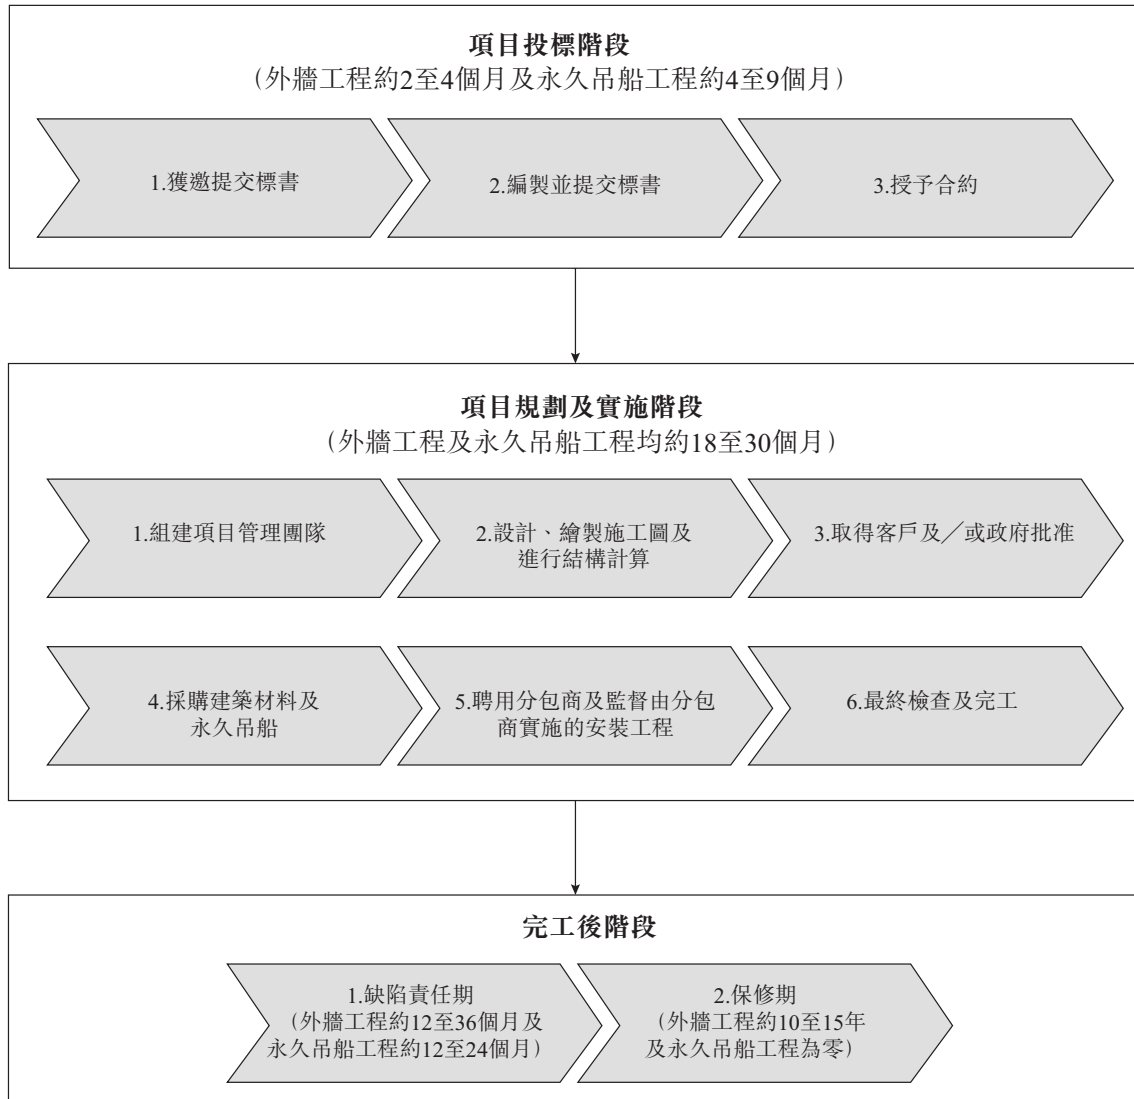 項目投標階段
（外牆工程約2至4個月及永久吊船工程約4至9個月）
1.獲邀提交標書
2.編製並提交標書
3.授予合約
項目規劃及實施階段
（外牆工程及永久吊船工程均約18至30個月）
1.組建項目管理團隊
2.設計、繪製施工圖及
進行結構計算
3.取得客戶及╱或政府批准
4.採購建築材料及
永久吊船
5.聘用分包商及監督由分包
商實施的安裝工程
6.最終檢查及完工
完工後階段
1.缺陷責任期
（外牆工程約12至36個月及
永久吊船工程約12至24個月）
2.保修期
（外牆工程約10至15年
及永久吊船工程為零）